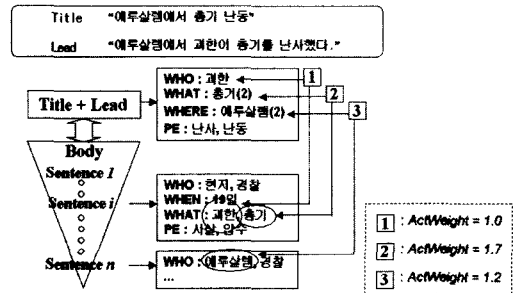 Title "예루살렘에서 총기 난동"
Lead "예루살렘에서 괴한이 총기를 난사했다."
Title + Lead
WHO : 괴한
WHAT : 총기(2)
WHERE : 예루살렘(2)
PE : 난사, 난동
1
2
3
Body
Sentence 1
Sentence i
Sentence n
WHO : 현지, 경찰
WHEN : 19일
WHAT : 괴한, 총기
PE : 사살, 압수
WHO : 예루살렘, 경찰
...
1 : ActWeight = 1.0
2 : ActWeight = 1.7
3 : ActWeight = 1.2